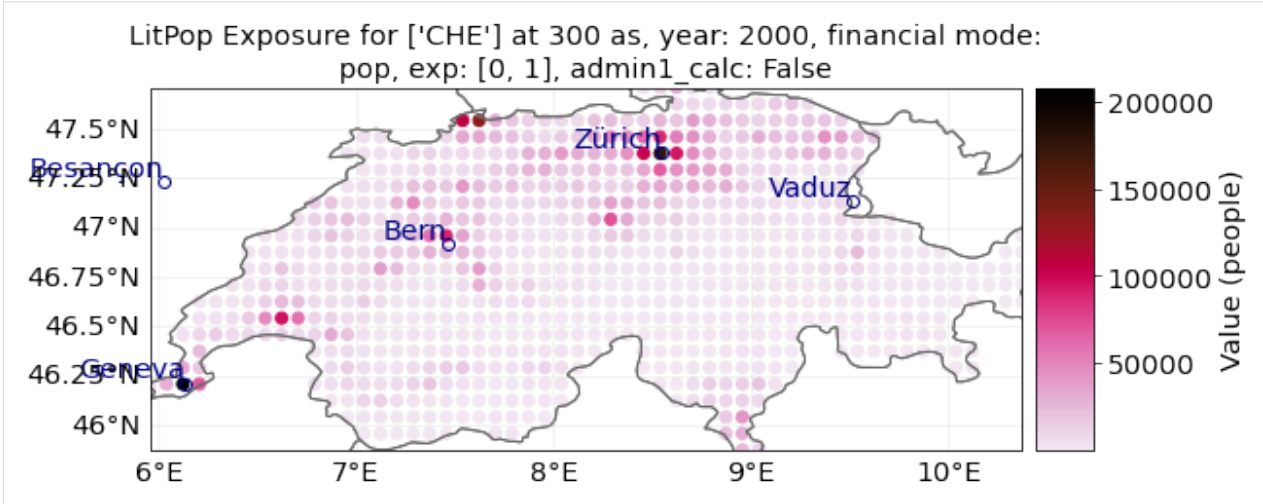 LitPop Exposure for ['CHE'] at 300 as, year: 2000, financial mode:
pop, exp: [0, 1], admin1_calc: False
47.5°N
47.25°N
47°N
46.75°N
46.5°N
46.25°N
46°N
Besançon
Zürich
Vaduz
Bern
Geneva
6°E
7°E
8°E
9°E
10°E
200000
150000
100000
50000
Value (people)